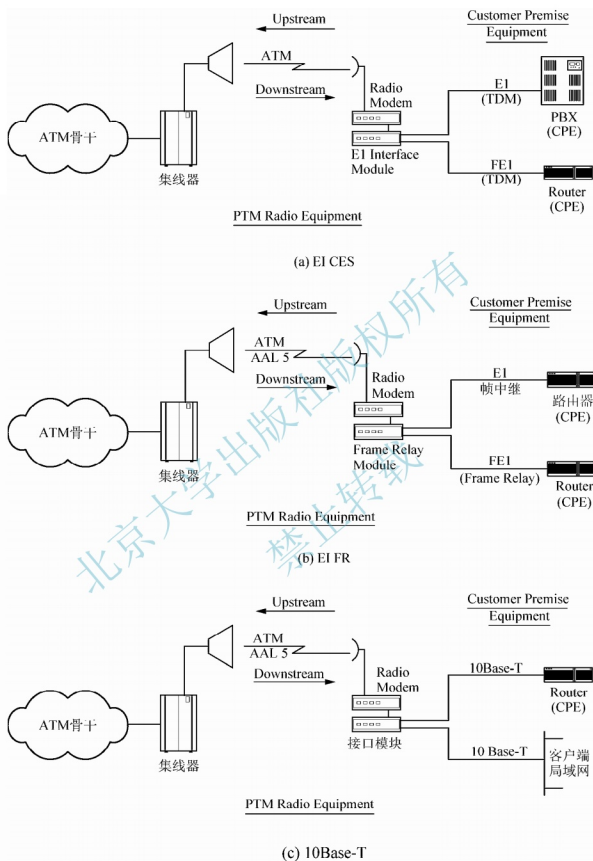 Upstream
Customer Premise
Equipment
ATM
Downstream
Radio
Modem
E1
(TDM)
PBX
(CPE)
ATM骨干
集线器
E1 Interface
Module
FE1
(TDM)
Router
(CPE)
PTM Radio Equipment
(a) EI CES
Upstream
Customer Premise
Equipment
ATM
AAL 5
Downstream
Radio
Modem
E1
帧中继
路由器
(CPE)
ATM骨干
集线器
Frame Relay
Module
FE1
(Frame Relay)
Router
(CPE)
PTM Radio Equipment
(b) EI FR
Upstream
Customer Premise
Equipment
ATM
AAL 5
Downstream
Radio
Modem
10Base-T
Router
(CPE)
ATM骨干
集线器
接口模块
10 Base-T
客户端
局域网
PTM Radio Equipment
(c) 10Base-T
北京大学出版社版权所有
禁止转载